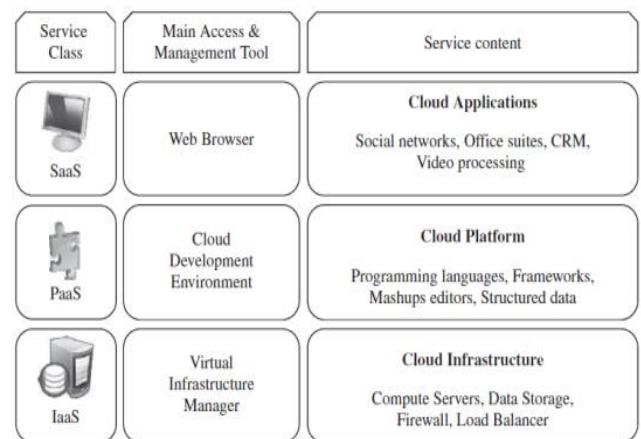 Service
Class
Main Access &
Management Tool
Service content
SaaS
Web Browser
Cloud Applications
Social networks, Office suites, CRM,
Video processing
PaaS
Cloud
Development
Environment
Cloud Platform
Programming languages, Frameworks,
Mashups editors, Structured data
IaaS
Virtual
Infrastructure
Manager
Cloud Infrastructure
Compute Servers, Data Storage,
Firewall, Load Balancer